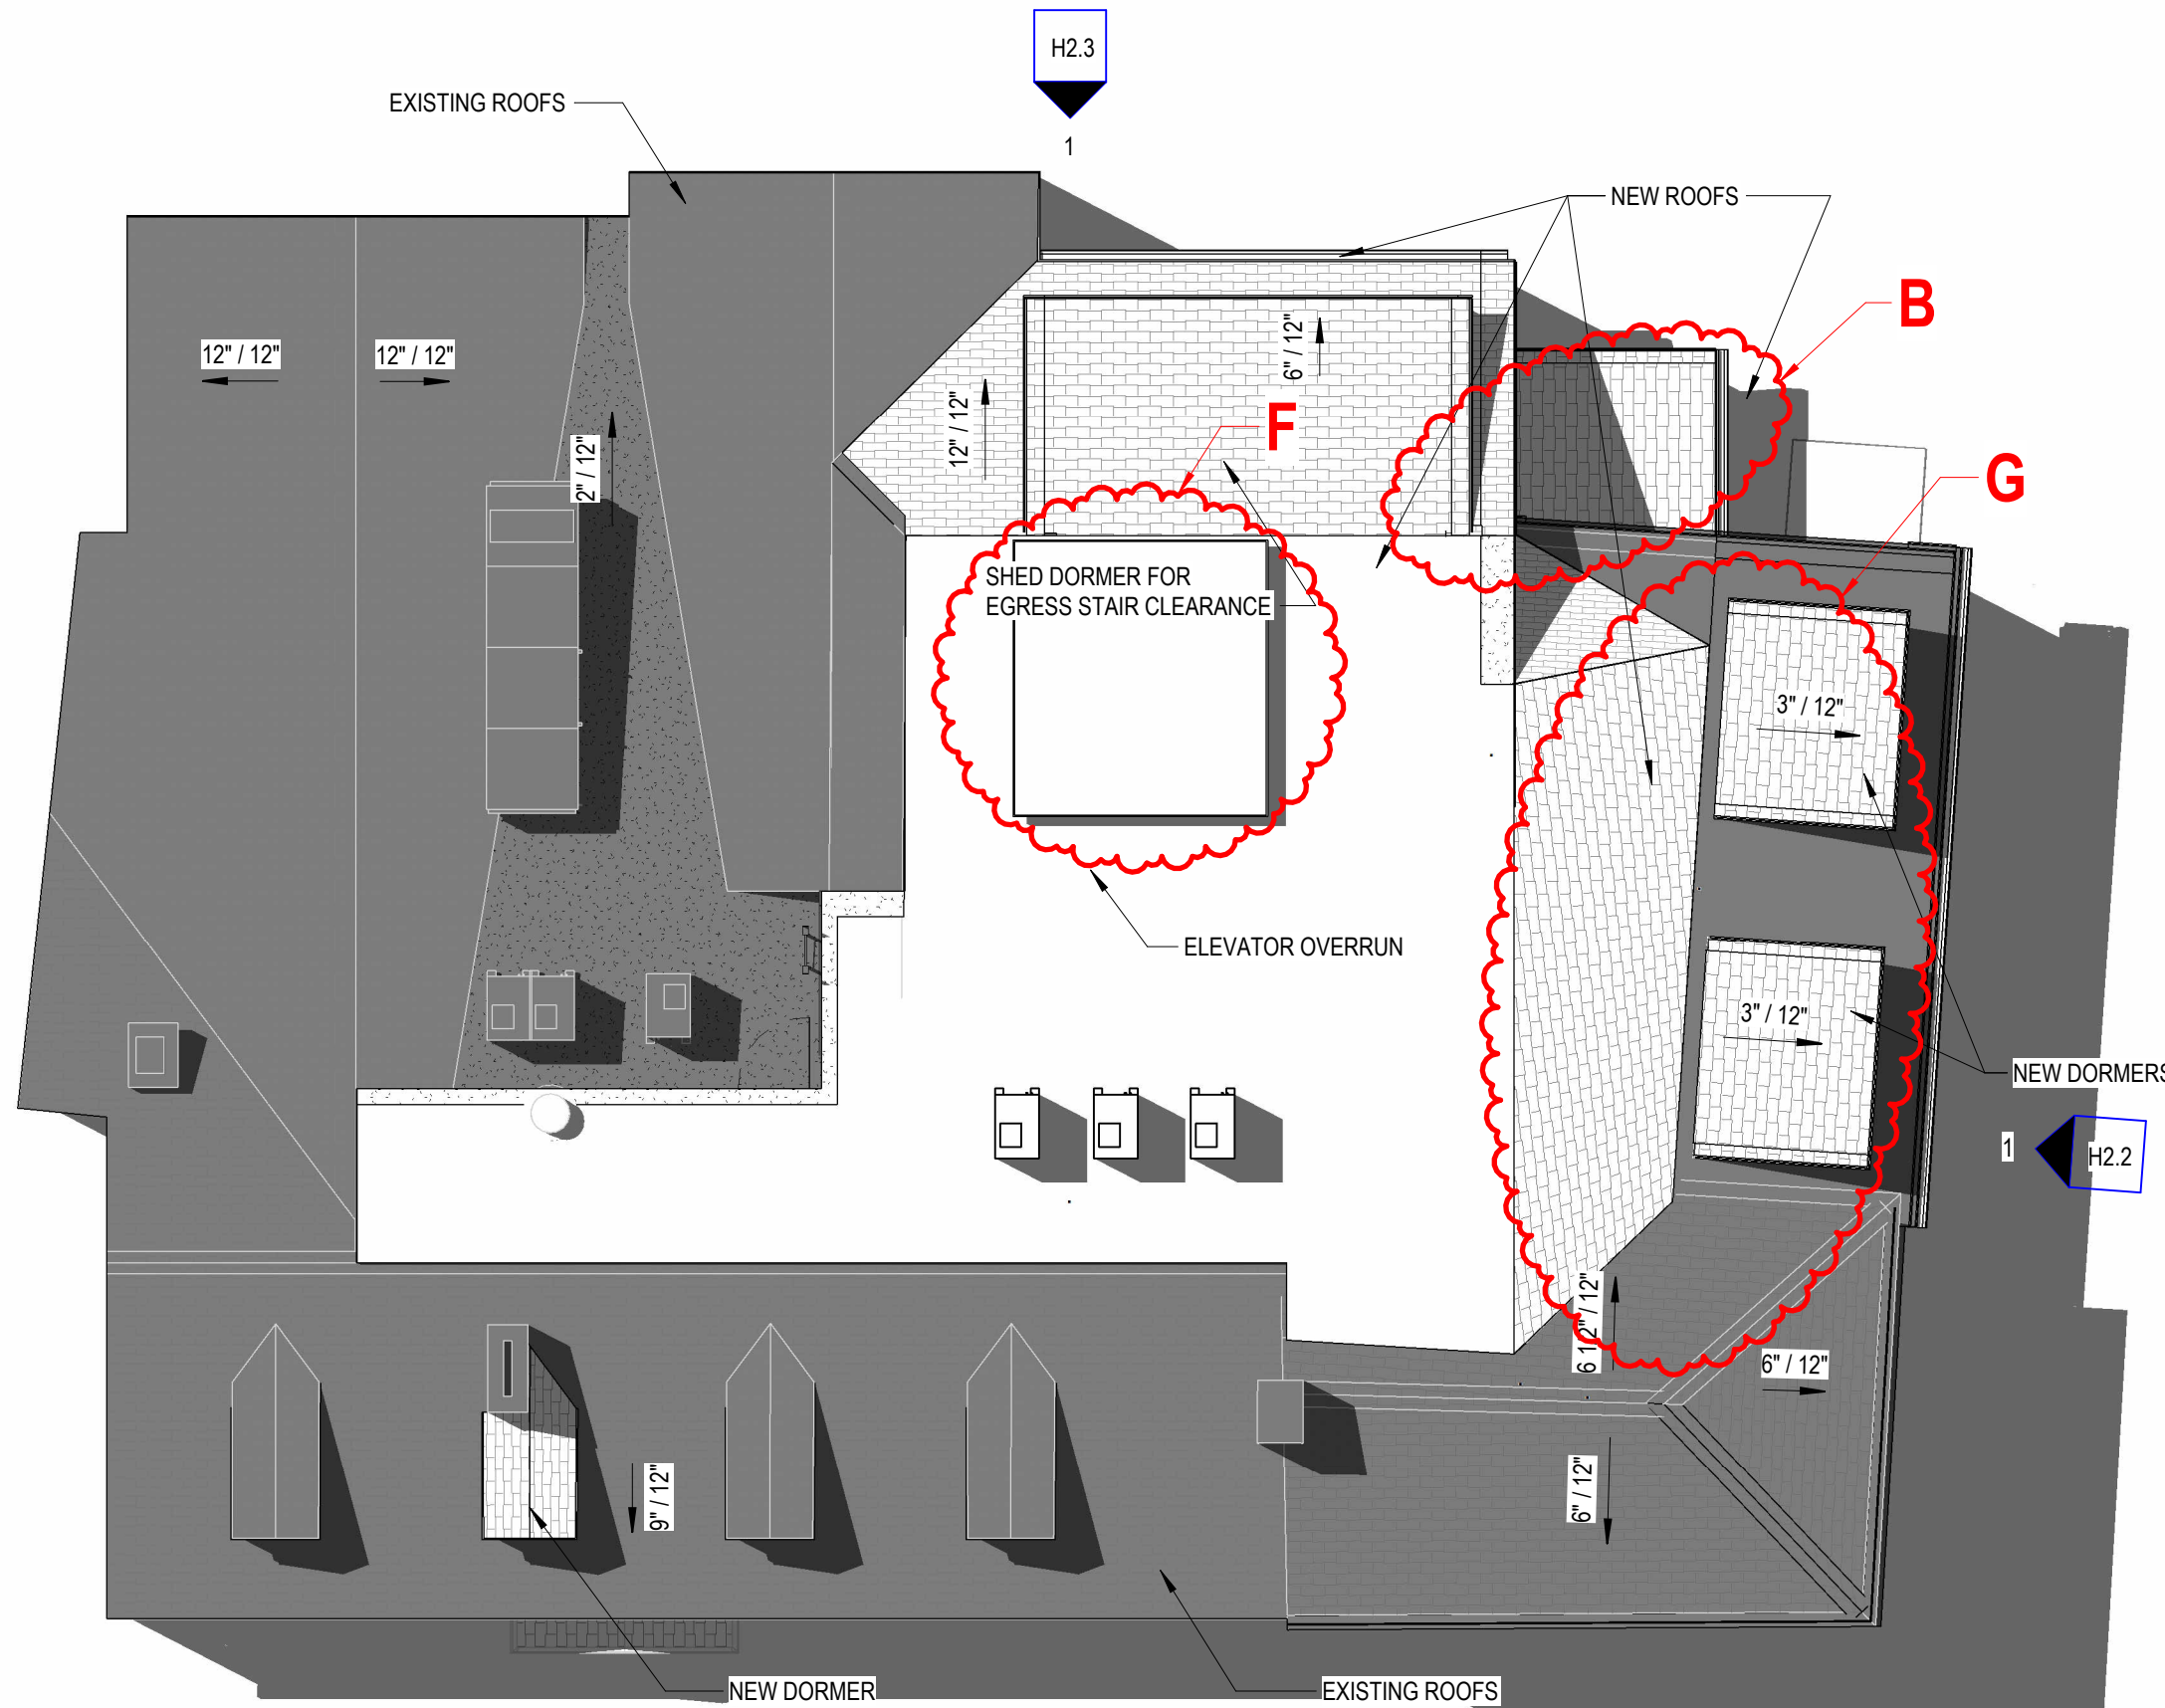 H2.3
1
EXISTING ROOFS
NEW ROOFS
B
12" / 12"
12" / 12"
6" / 12"
12" / 12"
F
2" / 12"
G
SHED DORMER FOR
EGRESS STAIR CLEARANCE
3" / 12"
ELEVATOR OVERRUN
3" / 12"
NEW DORMERS
1
H2.2
6 12" / 12"
6" / 12"
9" / 12"
6" / 12"
NEW DORMER
EXISTING ROOFS